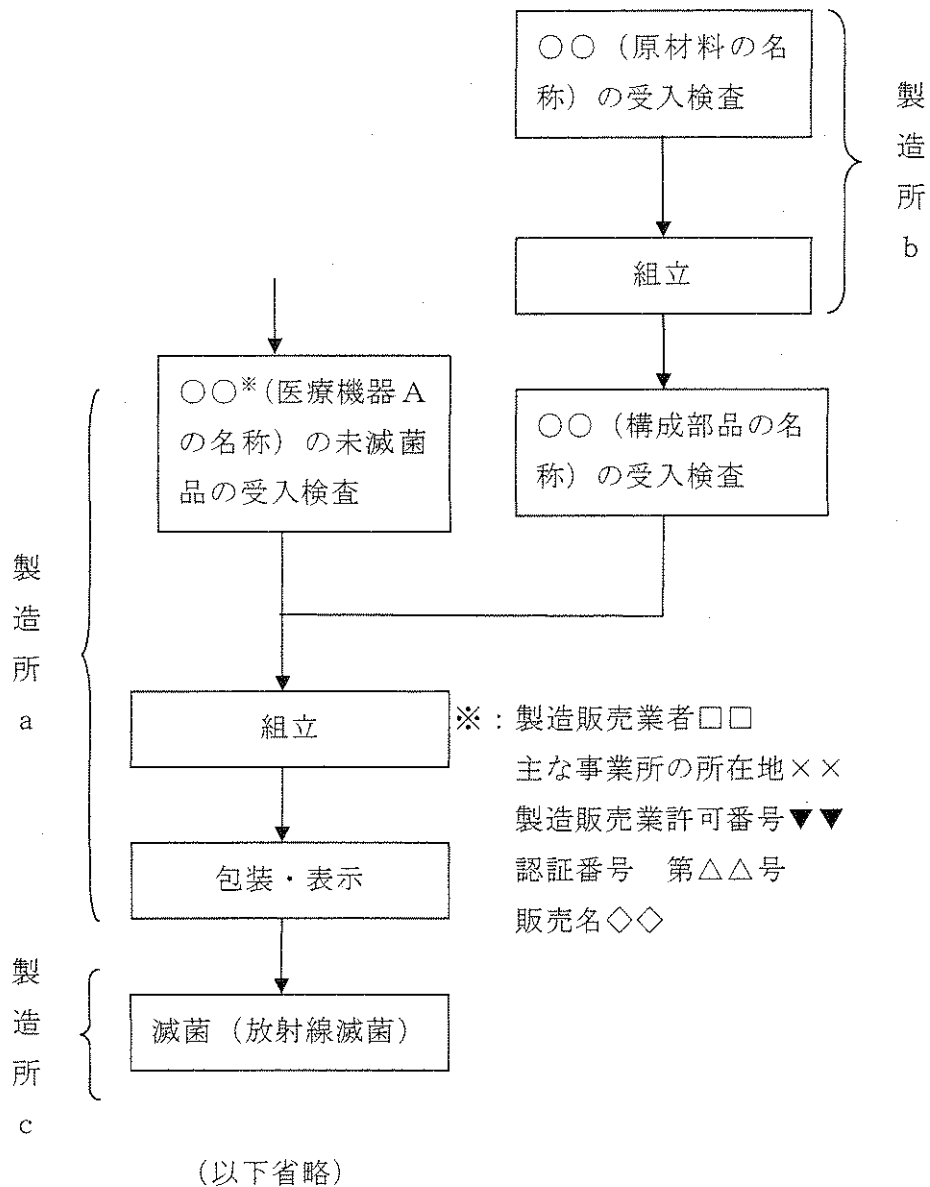 ○○（原材料の名
称）の受入検査
製造所b
組立
○○※（医療機器A
の名称）の未滅菌
品の受入検査
○○（構成部品の名
称）の受入検査
製造所a
組立
※：製造販売業者□□
主な事業所の所在地××
製造販売業許可番号▼▼
認証番号　第△△号
販売名◇◇
包装・表示
製造所c
滅菌（放射線滅菌）
（以下省略）